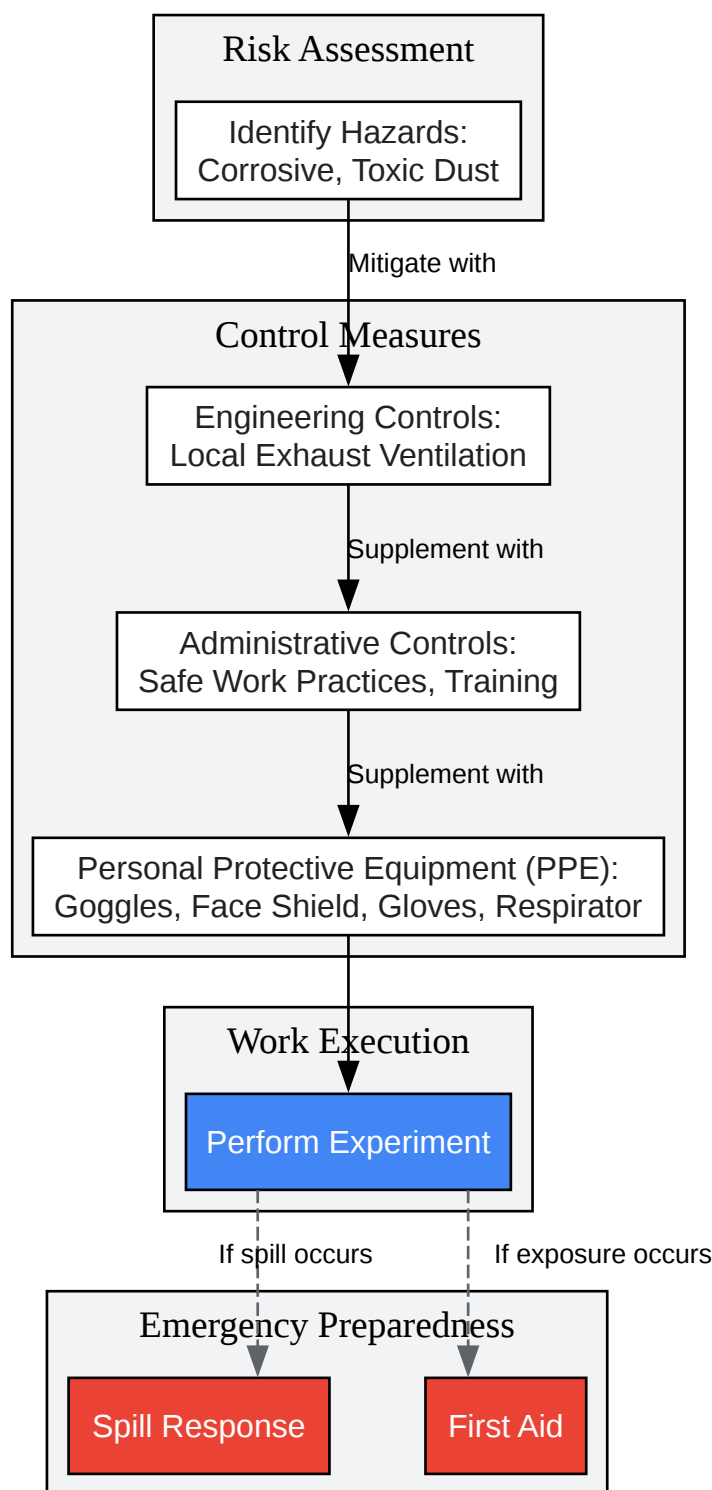 Risk Assessment
Identify Hazards:
Corrosive, Toxic Dust
Mitigate with
Control Measures
Engineering Controls:
Local Exhaust Ventilation
Supplement with
Administrative Controls:
Safe Work Practices, Training
Supplement with
Personal Protective Equipment (PPE):
Goggles, Face Shield, Gloves, Respirator
Work Execution
Perform Experiment
If spill occurs
If exposure occurs
Emergency Preparedness
Spill Response
First Aid